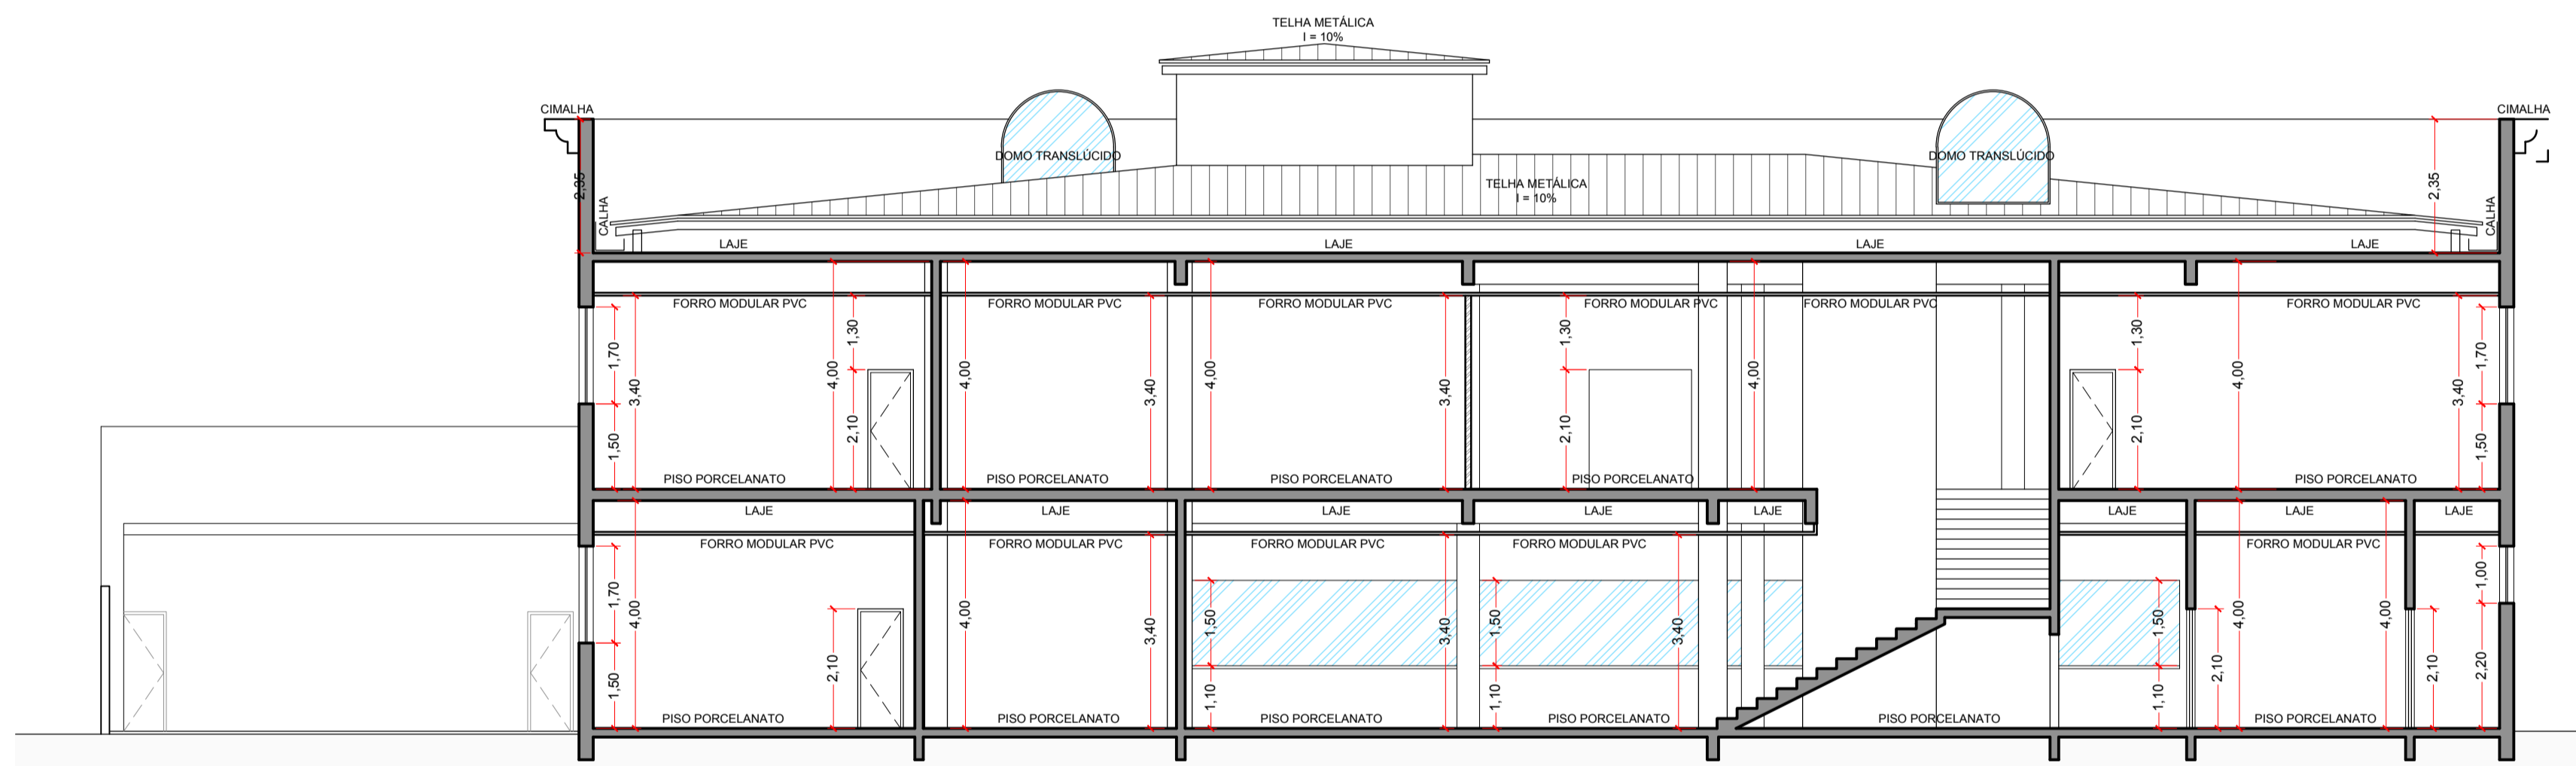 TELHA METÁLICA
I = 10%
CIMALHA
CIMALHA
DOMO TRANSLÚCIDO
DOMO TRANSLÚCIDO
TELHA METÁLICA
I = 10%
2,35
2,35
CALHA
CALHA
LAJE
LAJE
LAJE
LAJE
FORRO MODULAR PVC
FORRO MODULAR PVC
FORRO MODULAR PVC
FORRO MODULAR PVC
FORRO MODULAR PVC
FORRO MODULAR PVC
1,70
3,40
4,00
1,30
4,00
3,40
4,00
3,40
1,30
4,00
1,30
4,00
3,40
1,70
1,50
2,10
2,10
2,10
1,50
PISO PORCELANATO
PISO PORCELANATO
PISO PORCELANATO
PISO PORCELANATO
PISO PORCELANATO
LAJE
LAJE
LAJE
LAJE
LAJE
LAJE
LAJE
LAJE
FORRO MODULAR PVC
FORRO MODULAR PVC
FORRO MODULAR PVC
FORRO MODULAR PVC
FORRO MODULAR PVC
1,70
4,00
4,00
3,40
1,50
3,40
1,50
3,40
1,50
4,00
4,00
1,00
1,50
2,10
1,10
1,10
1,10
2,10
2,10
2,20
PISO PORCELANATO
PISO PORCELANATO
PISO PORCELANATO
PISO PORCELANATO
PISO PORCELANATO
PISO PORCELANATO